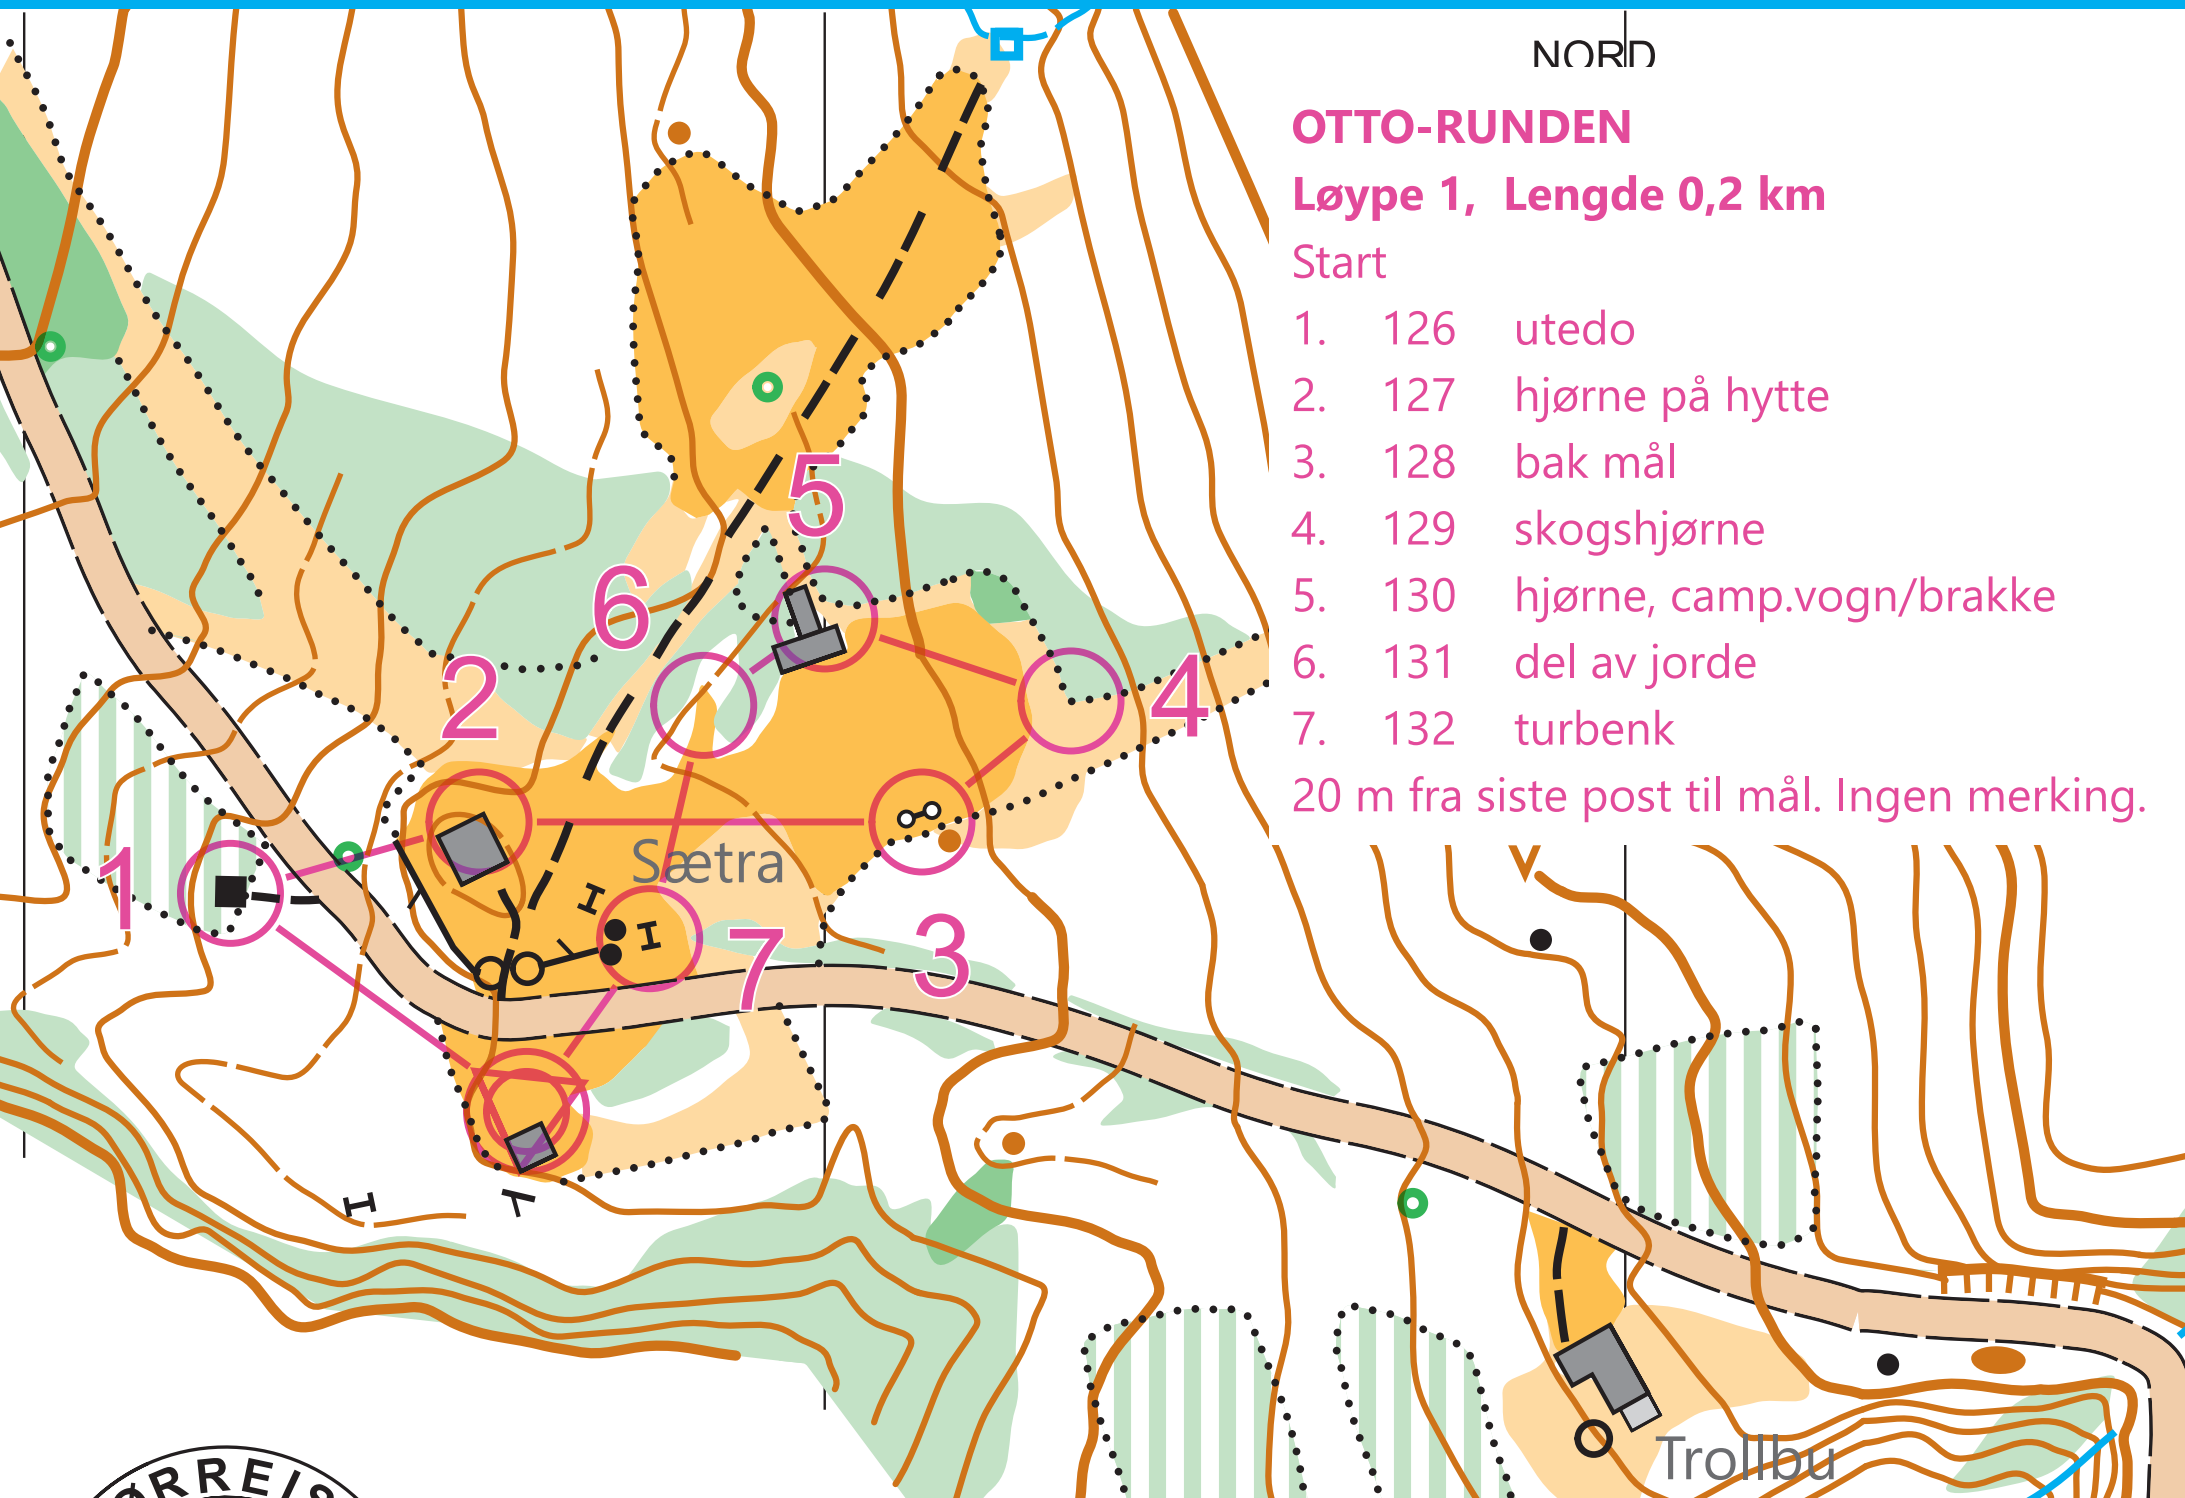 NORD
OTTO-RUNDEN
Løype 1, Lengde 0,2 km
Start
1. 126 utedo
2. 127 hjørne på hytte
3. 128 bak mål
4. 129 skogshjørne
5. 130 hjørne, camp.vogn/brakke
6. 131 del av jorde
7. 132 turbenk
20 m fra siste post til mål. Ingen merking.
5
6
2
4
Sætra
1
7
3
Trollbu